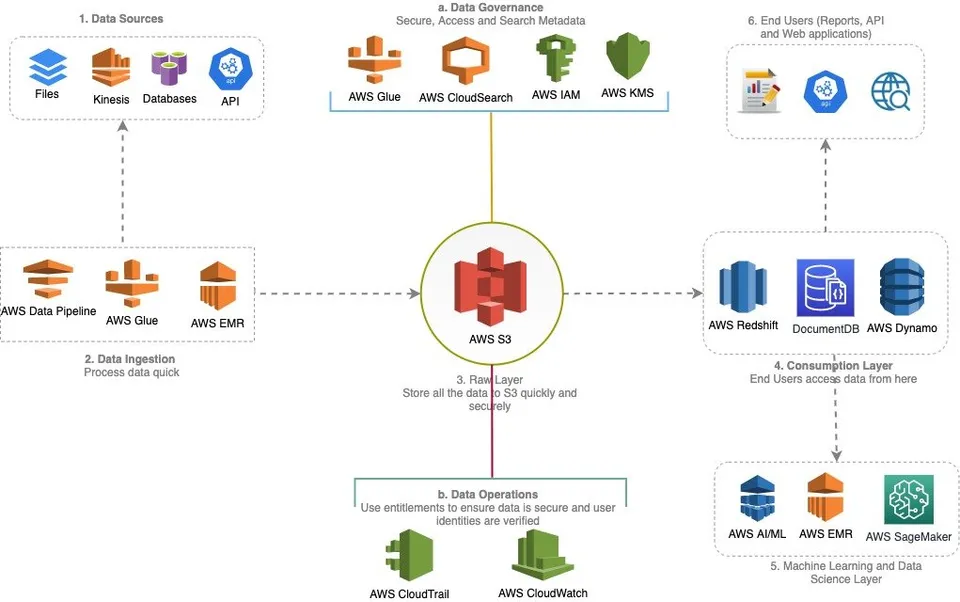 1. Data Sources
Files
Kinesis
Databases
api
API
a. Data Governance
Secure, Access and Search Metadata
AWS Glue
AWS CloudSearch
AWS IAM
AWS KMS
6. End Users (Reports, API
and Web applications)
api
AWS Data Pipeline
AWS Glue
AWS EMR
2. Data Ingestion
Process data quick
AWS S3
3. Raw Layer
Store all the data to S3 quickly and
securely
AWS Redshift
DocumentDB
AWS Dynamo
4. Consumption Layer
End Users access data from here
b. Data Operations
Use entitlements to ensure data is secure and user
identities are verified
AWS CloudTrail
AWS CloudWatch
AWS AI/ML
AWS EMR
AWS SageMaker
5. Machine Learning and Data
Science Layer